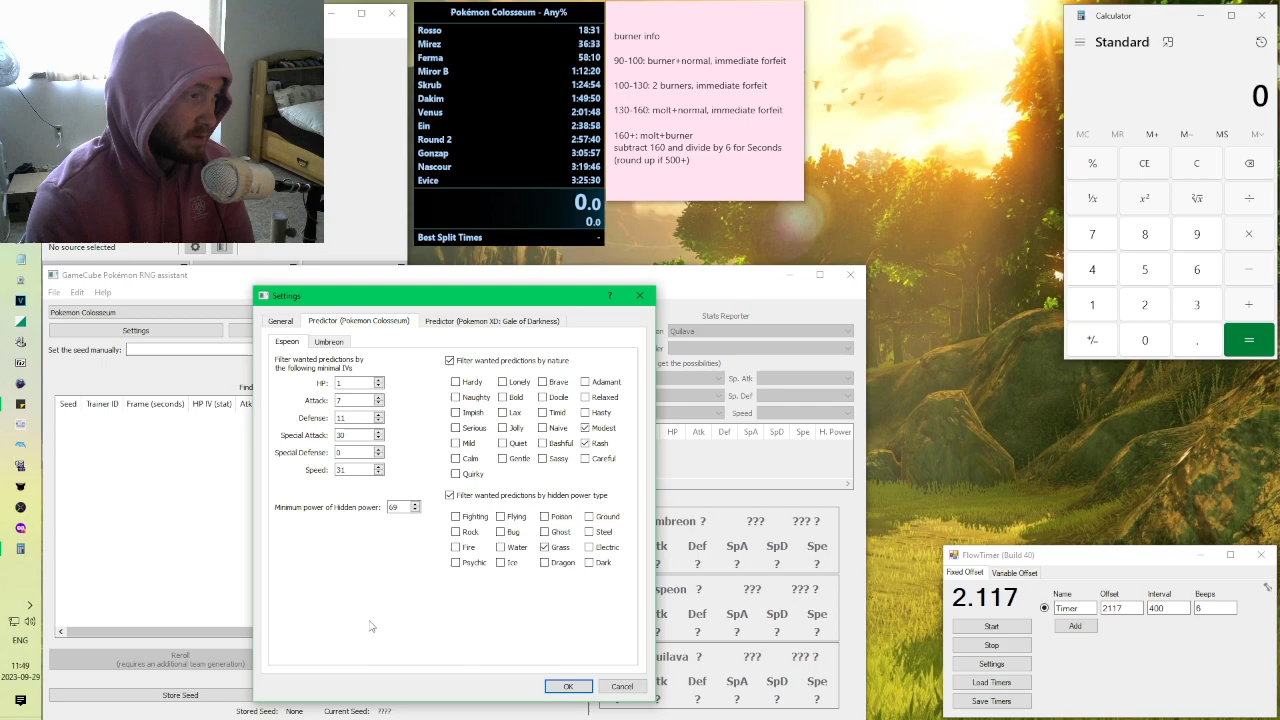 Pokémon Colosseum - Any%
Rosso 18:31
Mirez 36:33
Ferma 58:10
Miror B 1:12:20
Skrub 1:24:54
Dakim 1:49:50
Venus 2:01:48
Ein 2:38:58
Round 2 2:57:40
Gonzap 3:05:57
Nascour 3:19:46
Evice 3:25:30
0.0
0.0
Best Split Times -
burner info
90-100: burner+normal, immediate forfeit
100-130: 2 burners, immediate forfeit
130-160: molt+normal, immediate forfeit
160+: molt+burner
subtract 160 and divide by 6 for Seconds
(round up if 500+)
Calculator
Standard
0
MC MR M+ M− MS M˅
% CE C
¹/x x² ²√x ÷
7 8 9 ×
4 5 6 −
1 2 3 +
+/− 0 . =
No source selected
GameCube Pokémon RNG assistant
File Edit Help
Pokemon Colosseum
Settings
Set the seed manually:
Seed Trainer ID Frame (seconds) HP IV (stat)
Reroll
(requires an additional team generation)
Store Seed
Stored Seed: None Current Seed: ????
Settings
General Predictor (Pokemon Colosseum) Predictor (Pokemon XD: Gale of Darkness)
Espeon Umbreon
Filter wanted predictions by
the following minimal IVs
HP: 1
Attack: 7
Defense: 11
Special Attack: 30
Special Defense: 0
Speed: 31
Minimum power of Hidden power: 69
Filter wanted predictions by nature
Hardy Lonely Brave Adamant
Naughty Bold Docile Relaxed
Impish Lax Timid Hasty
Serious Jolly Naive Modest
Mild Quiet Bashful Rash
Calm Gentle Sassy Careful
Quirky
Filter wanted predictions by hidden power type
Fighting Flying Poison Ground
Rock Bug Ghost Steel
Fire Water Grass Electric
Psychic Ice Dragon Dark
OK Cancel
Stats Reporter
Quilava
get the possibilities)
Sp. Atk
Sp. Def
Speed
HP Atk Def SpA SpD Spe H. Power
mbreon ? ??? ??? ?
tk Def SpA SpD Spe
? ? ? ? ?
speon ? ??? ??? ?
tk Def SpA SpD Spe
? ? ? ? ?
uilava ? ??? ??? ?
tk Def SpA SpD Spe
? ? ? ? ?
FlowTimer (Build 40)
Fixed Offset Variable Offset
2.117
Name Offset Interval Beeps
Timer 2117 400 6
Add
Start
Stop
Settings
Load Timers
Save Timers
ENG
11:49
2023-09-29